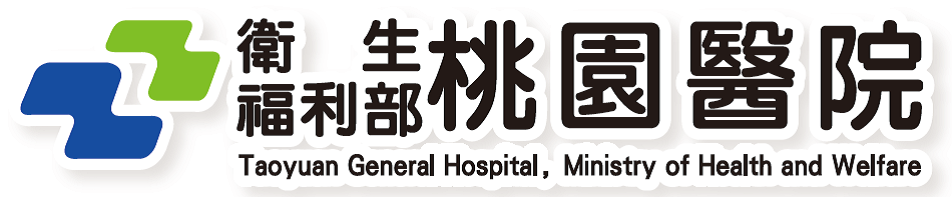 衛生福利部桃園醫院
Taoyuan General Hospital, Ministry of Health and Welfare